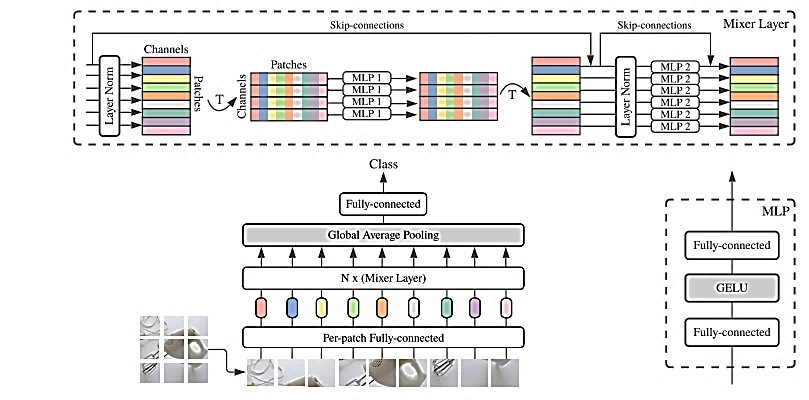 Skip-connections
Skip-connections
Mixer Layer
Channels
Layer Norm
Patches
T
Channels
Patches
MLP 1
MLP 1
MLP 1
MLP 1
T
Layer Norm
MLP 2
MLP 2
MLP 2
MLP 2
MLP 2
MLP 2
Class
Fully-connected
Global Average Pooling
N x (Mixer Layer)
Per-patch Fully-connected
MLP
Fully-connected
GELU
Fully-connected